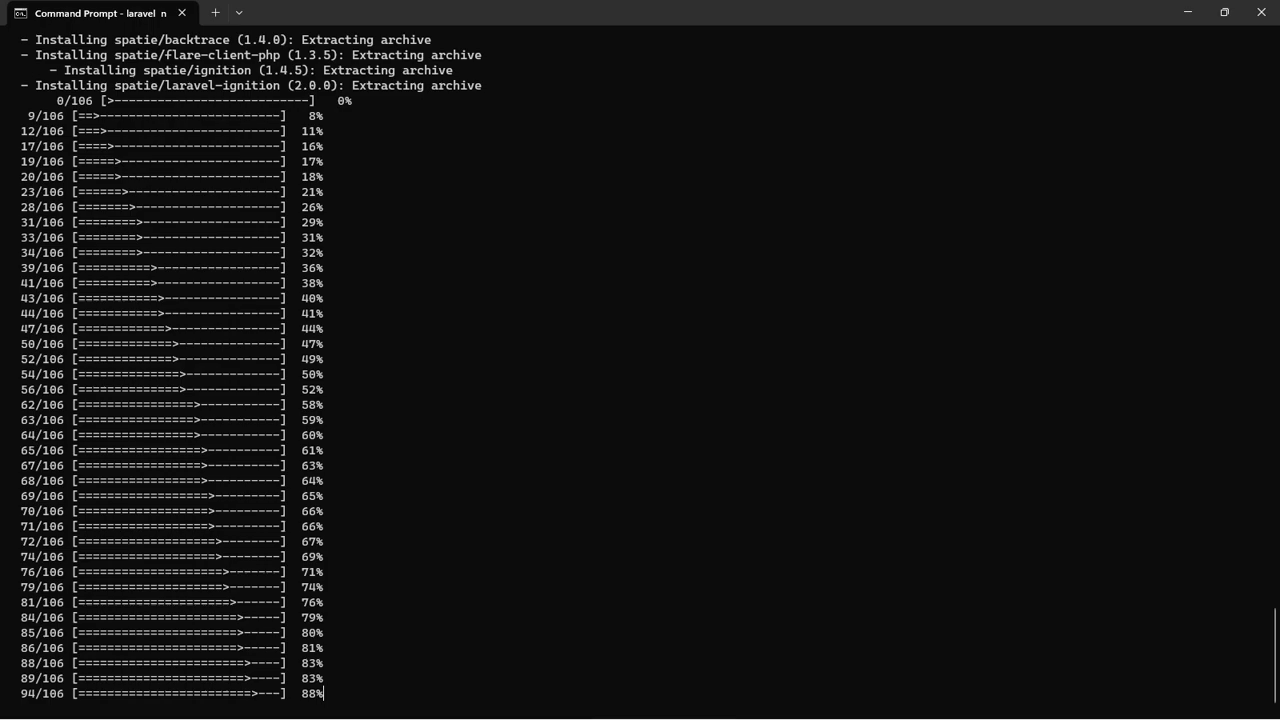 Command Prompt - laravel n
- Installing spatie/backtrace (1.4.0): Extracting archive
- Installing spatie/flare-client-php (1.3.5): Extracting archive
- Installing spatie/ignition (1.4.5): Extracting archive
- Installing spatie/laravel-ignition (2.0.0): Extracting archive
0/106 [>---------------------------]   0%
9/106 [==>-------------------------]   8%
12/106 [===>------------------------]  11%
17/106 [====>-----------------------]  16%
19/106 [=====>----------------------]  17%
20/106 [=====>----------------------]  18%
23/106 [======>---------------------]  21%
28/106 [=======>--------------------]  26%
31/106 [========>-------------------]  29%
33/106 [========>-------------------]  31%
34/106 [========>-------------------]  32%
39/106 [==========>-----------------]  36%
41/106 [==========>-----------------]  38%
43/106 [===========>----------------]  40%
44/106 [===========>----------------]  41%
47/106 [============>---------------]  44%
50/106 [=============>--------------]  47%
52/106 [=============>--------------]  49%
54/106 [==============>-------------]  50%
56/106 [==============>-------------]  52%
62/106 [================>-----------]  58%
63/106 [================>-----------]  59%
64/106 [================>-----------]  60%
65/106 [=================>----------]  61%
67/106 [=================>----------]  63%
68/106 [=================>----------]  64%
69/106 [==================>---------]  65%
70/106 [==================>---------]  66%
71/106 [==================>---------]  66%
72/106 [===================>--------]  67%
74/106 [===================>--------]  69%
76/106 [====================>-------]  71%
79/106 [====================>-------]  74%
81/106 [=====================>------]  76%
84/106 [======================>-----]  79%
85/106 [======================>-----]  80%
86/106 [======================>-----]  81%
88/106 [=======================>----]  83%
89/106 [=======================>----]  83%
94/106 [========================>---]  88%